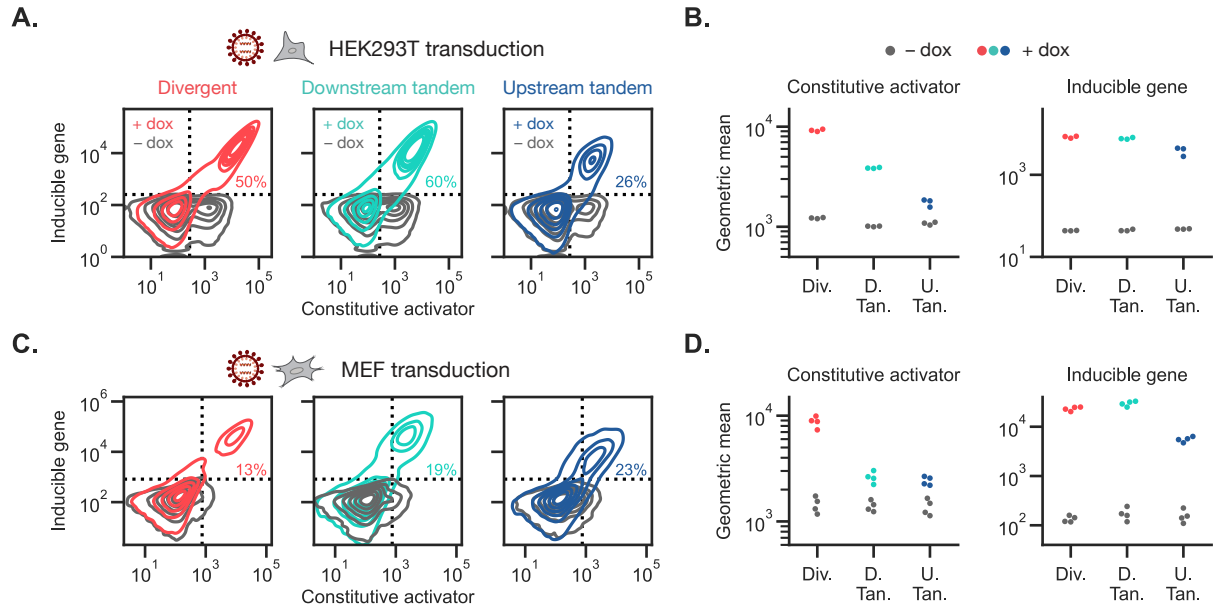 A.
HEK293T transduction
Divergent
Downstream tandem
Upstream tandem
+ dox
− dox
50%
+ dox
− dox
60%
+ dox
− dox
26%
Inducible gene
10^4
10^2
10^0
10^1 10^3 10^5
10^1 10^3 10^5
10^1 10^3 10^5
Constitutive activator
B.
− dox
+ dox
Constitutive activator
Inducible gene
Geometric mean
10^4
10^3
Div.
D. Tan.
U. Tan.
10^3
10^1
Div.
D. Tan.
U. Tan.
C.
MEF transduction
Inducible gene
10^6
10^4
10^2
13%
19%
23%
10^1 10^3 10^5
10^1 10^3 10^5
10^1 10^3 10^5
Constitutive activator
D.
Constitutive activator
Inducible gene
Geometric mean
10^4
10^3
Div.
D. Tan.
U. Tan.
10^4
10^3
10^2
Div.
D. Tan.
U. Tan.